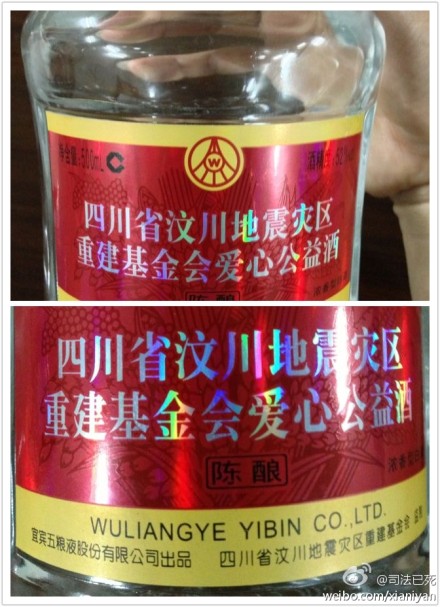 净含量:500mL
W
四川省汶川地震灾区
重建基金会爱心公益酒
陈酿
四川省汶川地震灾区
重建基金会爱心公益酒
陈酿
浓香型白
WULIANGYE YIBIN CO.,LTD.
宜宾五粮液股份有限公司出品 四川省汶川地震灾区重建基金会
@司法已死
weibo.com/xianiyan